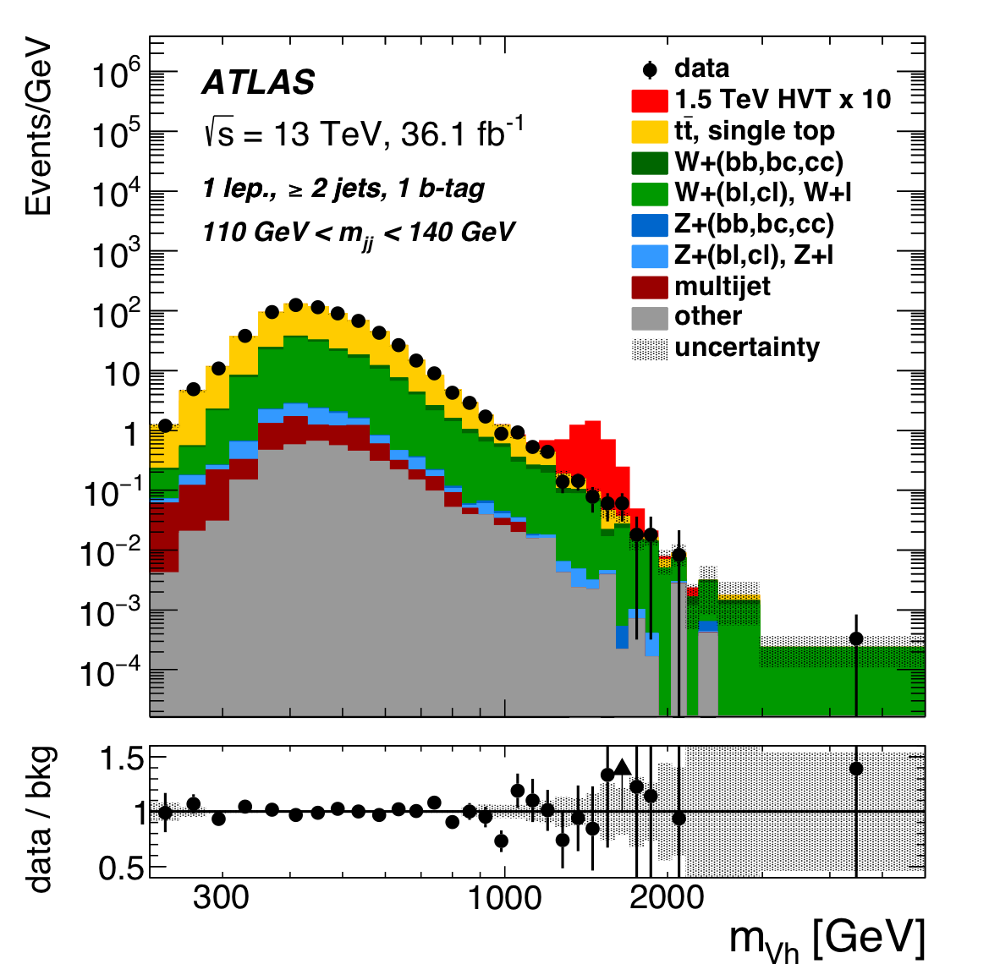 Events/GeV
10⁶
10⁵
10⁴
10³
10²
10
1
10⁻¹
10⁻²
10⁻³
10⁻⁴
ATLAS
√s = 13 TeV, 36.1 fb⁻¹
1 lep., ≥ 2 jets, 1 b-tag
110 GeV < mjj < 140 GeV
data
1.5 TeV HVT x 10
tt̄, single top
W+(bb,bc,cc)
W+(bl,cl), W+l
Z+(bb,bc,cc)
Z+(bl,cl), Z+l
multijet
other
uncertainty
data / bkg
1.5
1
0.5
300 1000 2000
mVh [GeV]